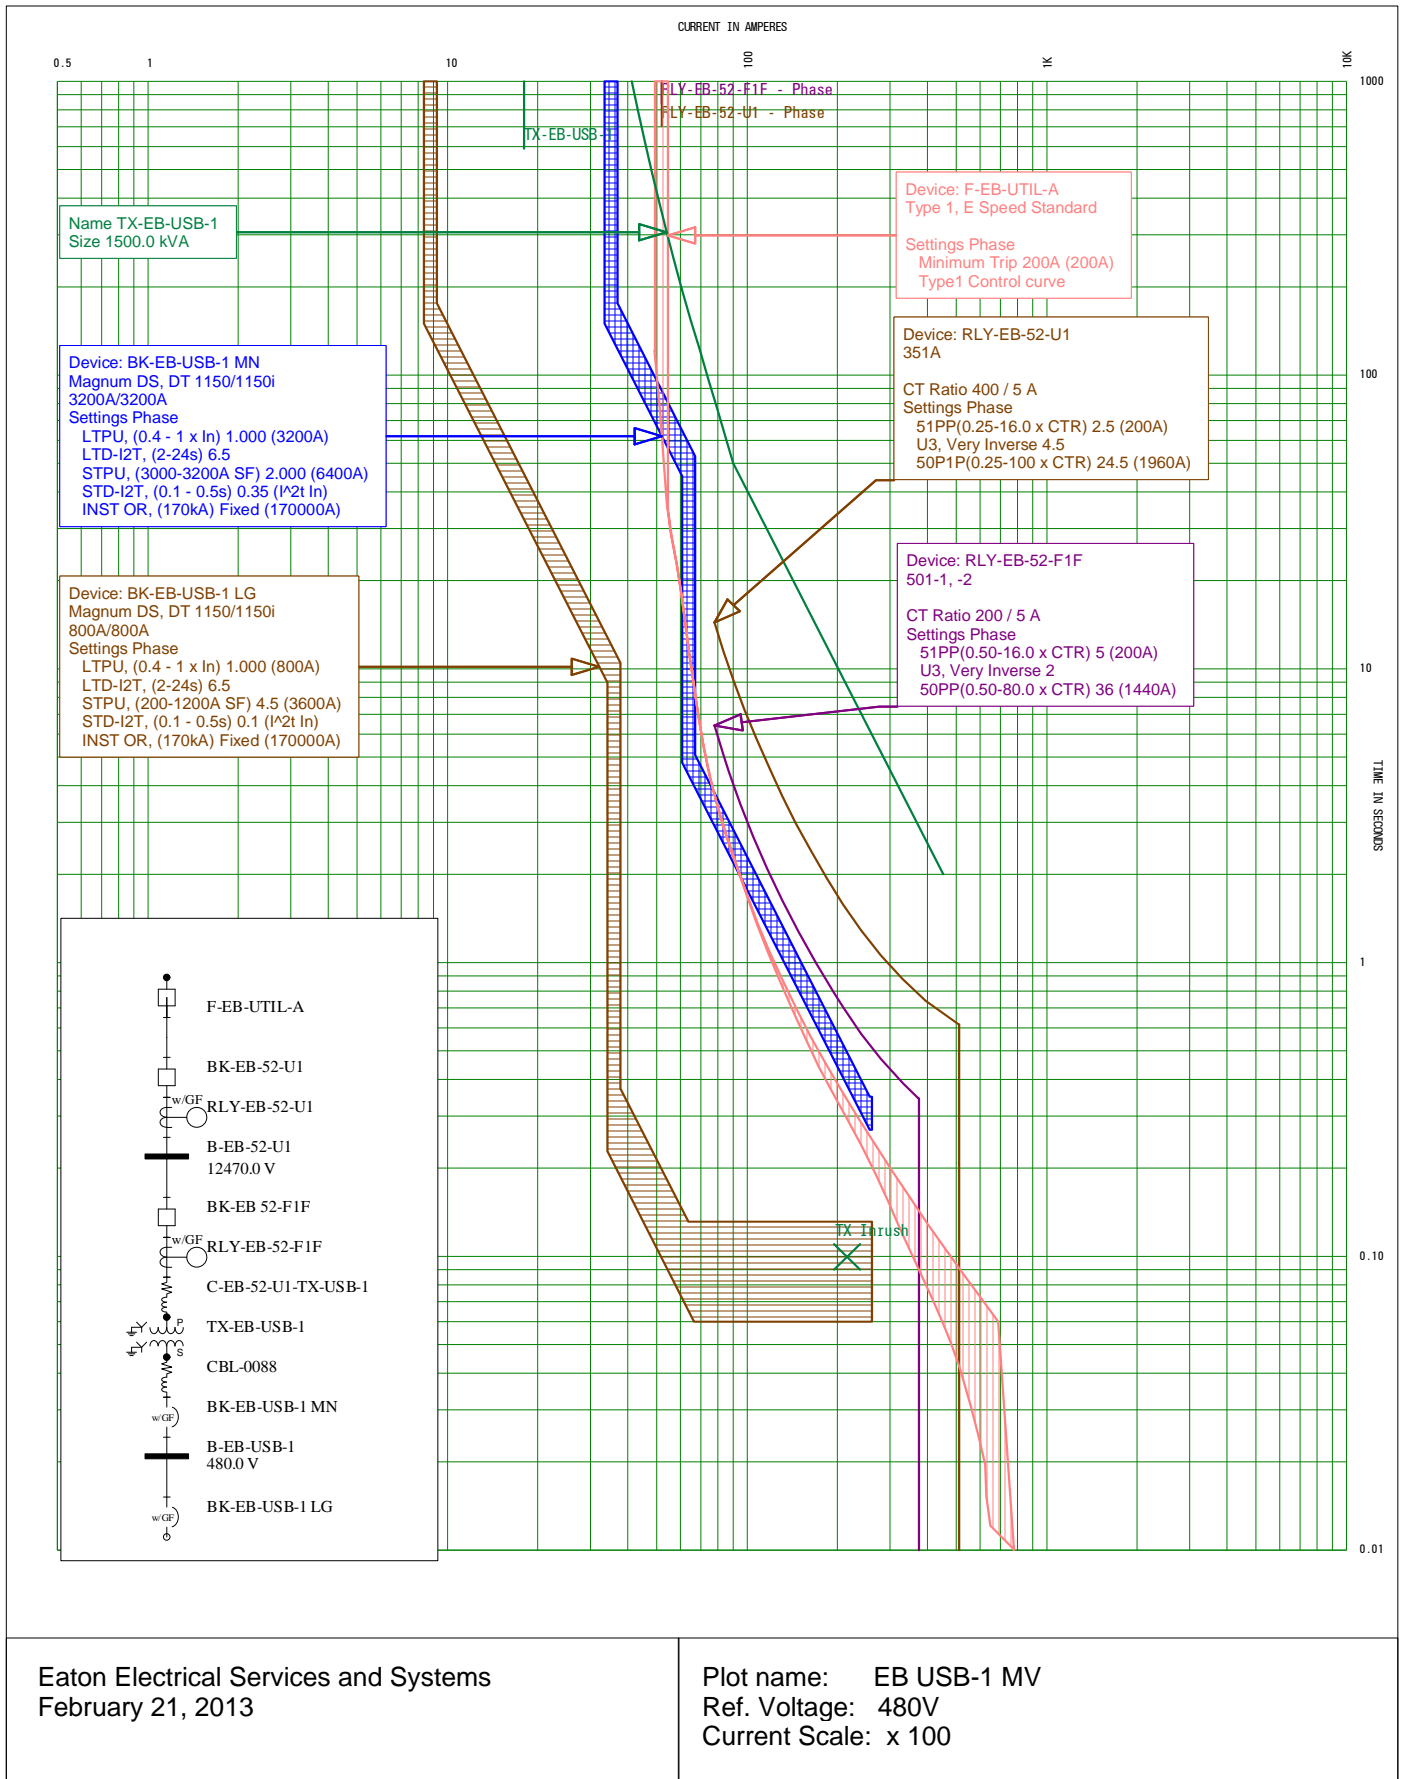 CURRENT IN AMPERES
0.5 1 10 100 1K 10K
1000
100
10
1
0.10
0.01
TIME IN SECONDS
RLY-EB-52-F1F - Phase
RLY-EB-52-U1 - Phase
TX-EB-USB-1
Name TX-EB-USB-1
Size 1500.0 kVA
Device: F-EB-UTIL-A
Type 1, E Speed Standard
Settings Phase
Minimum Trip 200A (200A)
Type1 Control curve
Device: BK-EB-USB-1 MN
Magnum DS, DT 1150/1150i
3200A/3200A
Settings Phase
LTPU, (0.4 - 1 x In) 1.000 (3200A)
LTD-I2T, (2-24s) 6.5
STPU, (3000-3200A SF) 2.000 (6400A)
STD-I2T, (0.1 - 0.5s) 0.35 (I^2t In)
INST OR, (170kA) Fixed (170000A)
Device: RLY-EB-52-U1
351A
CT Ratio 400 / 5 A
Settings Phase
51PP(0.25-16.0 x CTR) 2.5 (200A)
U3, Very Inverse 4.5
50P1P(0.25-100 x CTR) 24.5 (1960A)
Device: RLY-EB-52-F1F
501-1, -2
CT Ratio 200 / 5 A
Settings Phase
51PP(0.50-16.0 x CTR) 5 (200A)
U3, Very Inverse 2
50PP(0.50-80.0 x CTR) 36 (1440A)
Device: BK-EB-USB-1 LG
Magnum DS, DT 1150/1150i
800A/800A
Settings Phase
LTPU, (0.4 - 1 x In) 1.000 (800A)
LTD-I2T, (2-24s) 6.5
STPU, (200-1200A SF) 4.5 (3600A)
STD-I2T, (0.1 - 0.5s) 0.1 (I^2t In)
INST OR, (170kA) Fixed (170000A)
TX Inrush
F-EB-UTIL-A
BK-EB-52-U1
w/GF
RLY-EB-52-U1
B-EB-52-U1
12470.0 V
BK-EB 52-F1F
w/GF
RLY-EB-52-F1F
C-EB-52-U1-TX-USB-1
P
TX-EB-USB-1
S
CBL-0088
BK-EB-USB-1 MN
w/GF
B-EB-USB-1
480.0 V
BK-EB-USB-1 LG
w/GF
Eaton Electrical Services and Systems
February 21, 2013
Plot name: EB USB-1 MV
Ref. Voltage: 480V
Current Scale: x 100